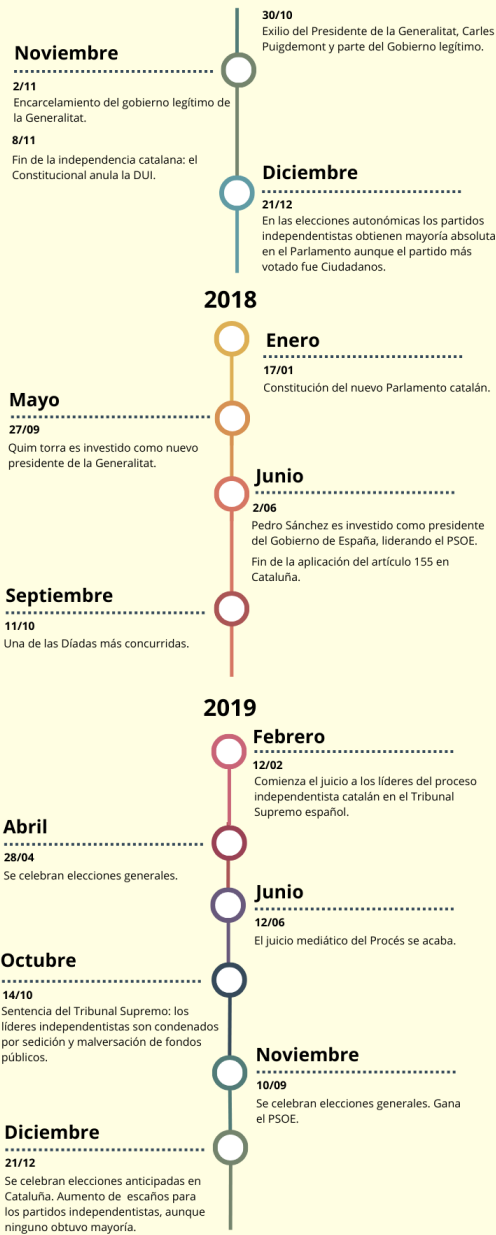 30/10
Exilio del Presidente de la Generalitat, Carles
Puigdemont y parte del Gobierno legítimo.
Noviembre
2/11
Encarcelamiento del gobierno legítimo de
la Generalitat.
8/11
Fin de la independencia catalana: el
Constitucional anula la DUI.
Diciembre
21/12
En las elecciones autonómicas los partidos
independentistas obtienen mayoría absoluta
en el Parlamento aunque el partido más
votado fue Ciudadanos.
2018
Enero
17/01
Constitución del nuevo Parlamento catalán.
Mayo
27/09
Quim torra es investido como nuevo
presidente de la Generalitat.
Junio
2/06
Pedro Sánchez es investido como presidente
del Gobierno de España, liderando el PSOE.
Fin de la aplicación del artículo 155 en
Cataluña.
Septiembre
11/10
Una de las Díadas más concurridas.
2019
Febrero
12/02
Comienza el juicio a los líderes del proceso
independentista catalán en el Tribunal
Supremo español.
Abril
28/04
Se celebran elecciones generales.
Junio
12/06
El juicio mediático del Procés se acaba.
Octubre
14/10
Sentencia del Tribunal Supremo: los
líderes independentistas son condenados
por sedición y malversación de fondos
públicos.
Noviembre
10/09
Se celebran elecciones generales. Gana
el PSOE.
Diciembre
21/12
Se celebran elecciones anticipadas en
Cataluña. Aumento de escaños para
los partidos independentistas, aunque
ninguno obtuvo mayoría.